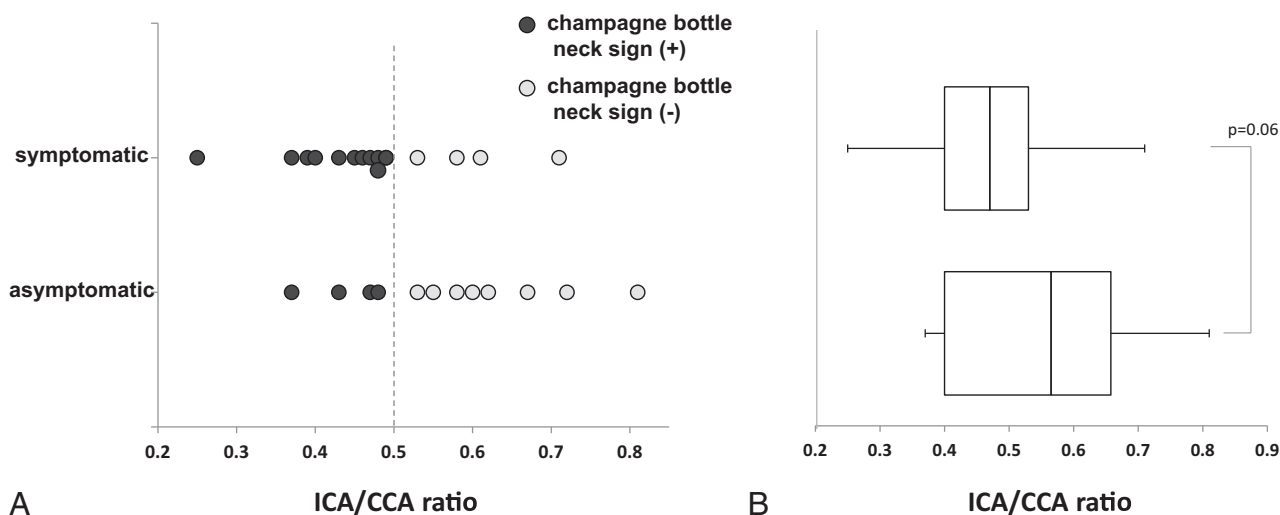 champagne bottle
neck sign (+)
champagne bottle
neck sign (-)
symptomatic
asymptomatic
0.2 0.3 0.4 0.5 0.6 0.7 0.8
A ICA/CCA ratio
p=0.06
0.2 0.3 0.4 0.5 0.6 0.7 0.8 0.9
B ICA/CCA ratio